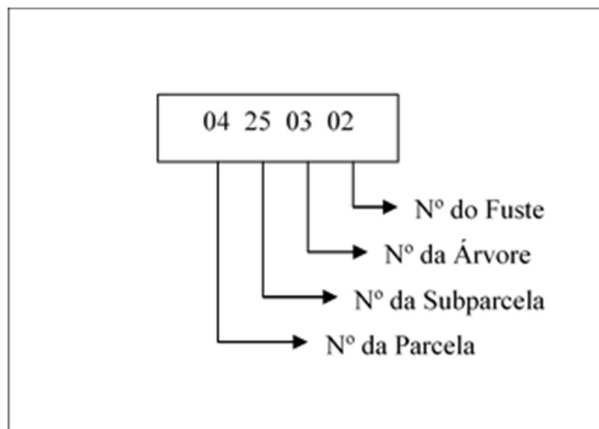 04 25 03 02
Nº do Fuste
Nº da Árvore
Nº da Subparcela
Nº da Parcela